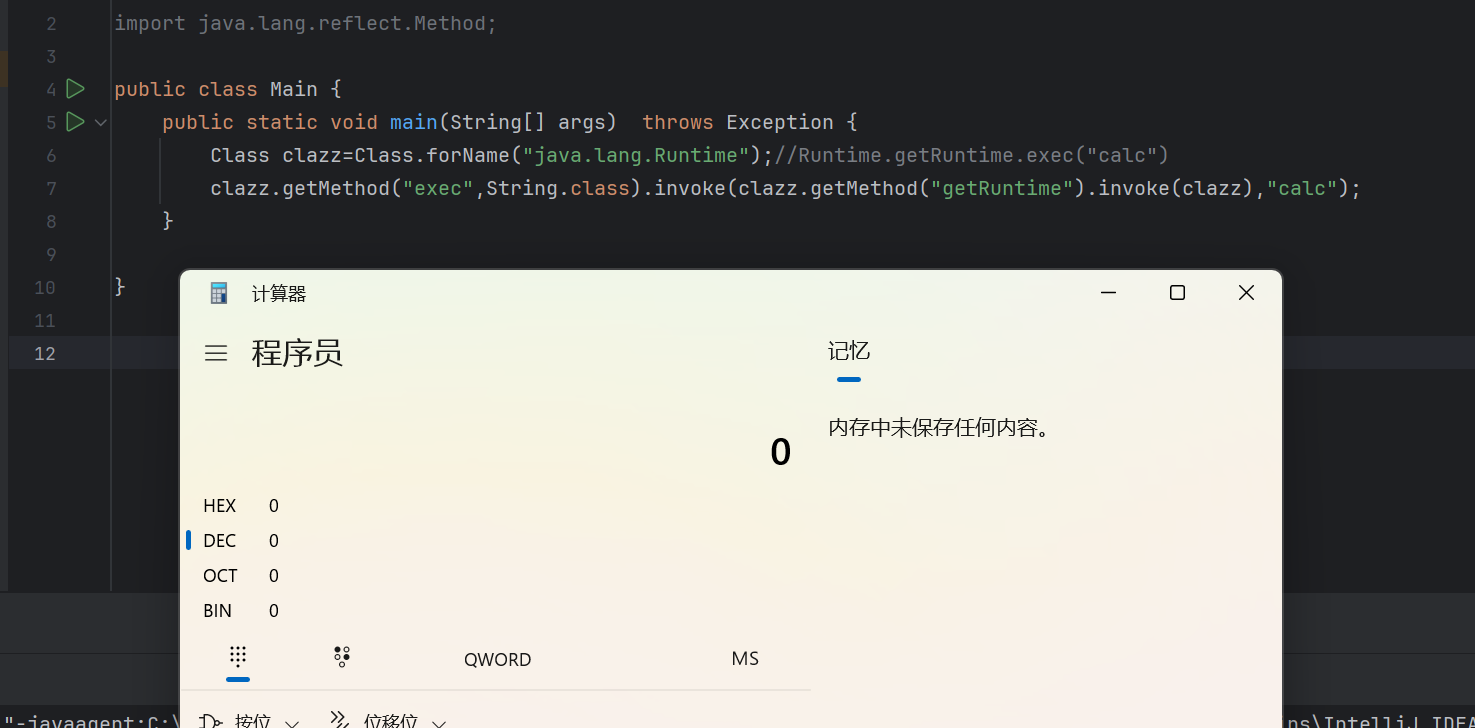 2 import java.lang.reflect.Method;
3
4 public class Main {
5 public static void main(String[] args)  throws Exception {
6 Class clazz=Class.forName("java.lang.Runtime");//Runtime.getRuntime.exec("calc")
7 clazz.getMethod("exec",String.class).invoke(clazz.getMethod("getRuntime").invoke(clazz),"calc");
8 }
9
10 }
11
12
计算器
程序员
记忆
内存中未保存任何内容。
0
HEX 0
DEC 0
OCT 0
BIN 0
QWORD MS
按位 位移位
"-javaagent:C:\ ns\IntelliJ IDEA